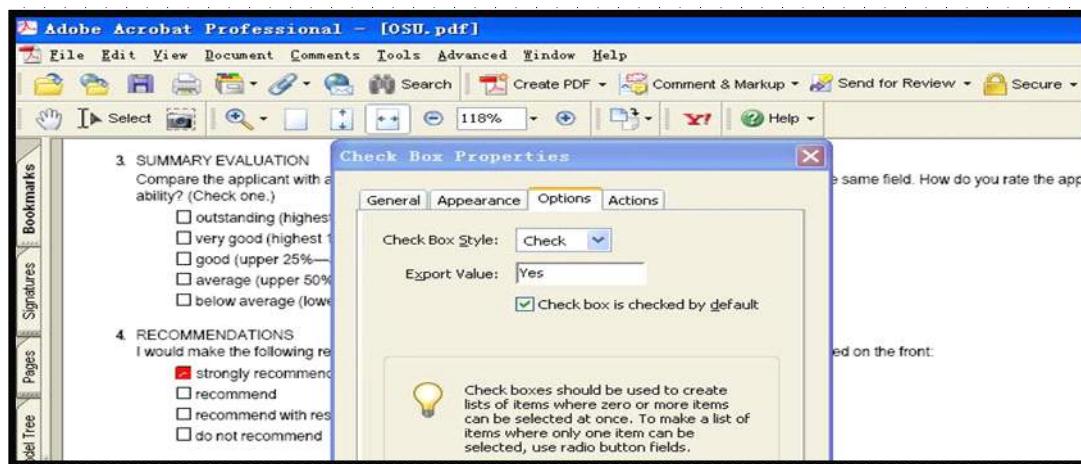 Adobe Acrobat Professional - [OSU.pdf]
File Edit View Document Comments Tools Advanced Window Help
Search Create PDF Comment & Markup Send for Review Secure
Select 118% Y! Help
Bookmarks
Signatures
Pages
3. SUMMARY EVALUATION
Compare the applicant with a
e same field. How do you rate the app
ability? (Check one.)
outstanding (highes
very good (highest 1
good (upper 25%—
average (upper 50%
below average (lowe
4. RECOMMENDATIONS
I would make the following re
ed on the front:
strongly recommend
recommend
recommend with res
do not recommend
Check Box Properties
General Appearance Options Actions
Check Box Style: Check
Export Value: Yes
Check box is checked by default
Check boxes should be used to create
lists of items where zero or more items
can be selected at once. To make a list of
items where only one item can be
selected, use radio button fields.